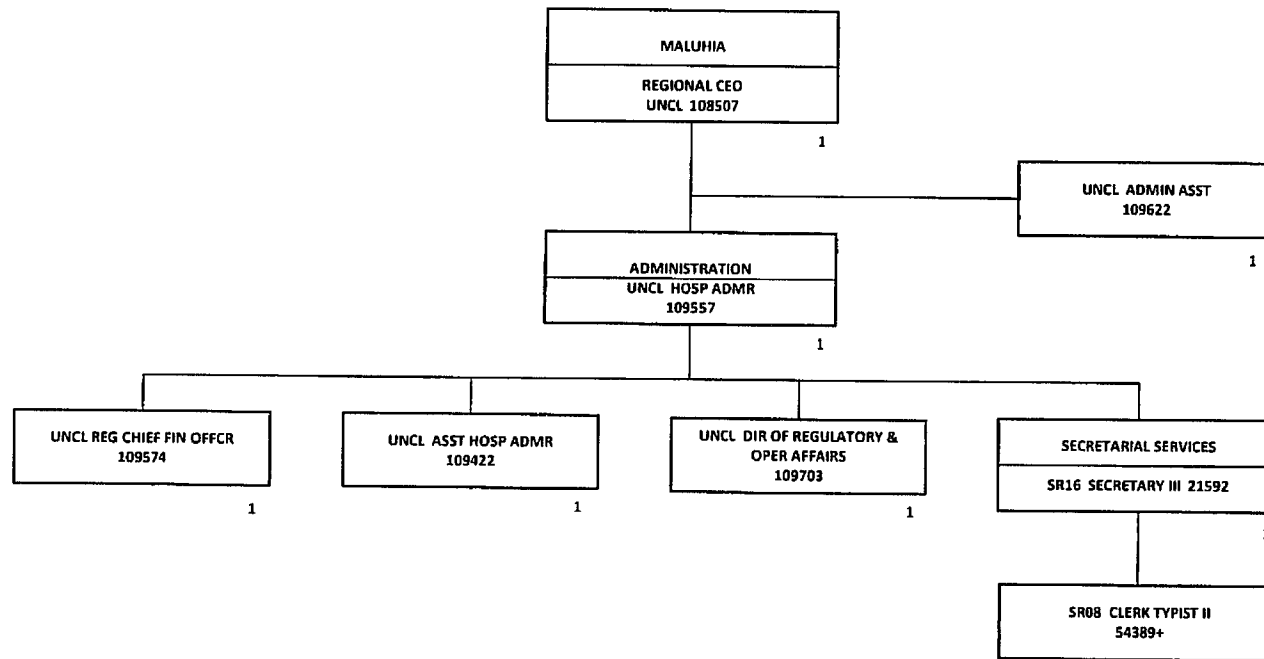 MALUHIA
REGIONAL CEO
UNCL 108507
1
UNCL ADMIN ASST
109622
1
ADMINISTRATION
UNCL HOSP ADMR
109557
1
UNCL REG CHIEF FIN OFFCR
109574
1
UNCL ASST HOSP ADMR
109422
1
UNCL DIR OF REGULATORY &
OPER AFFAIRS
109703
1
SECRETARIAL SERVICES
SR16 SECRETARY III 21592
SR08 CLERK TYPIST II
54389+